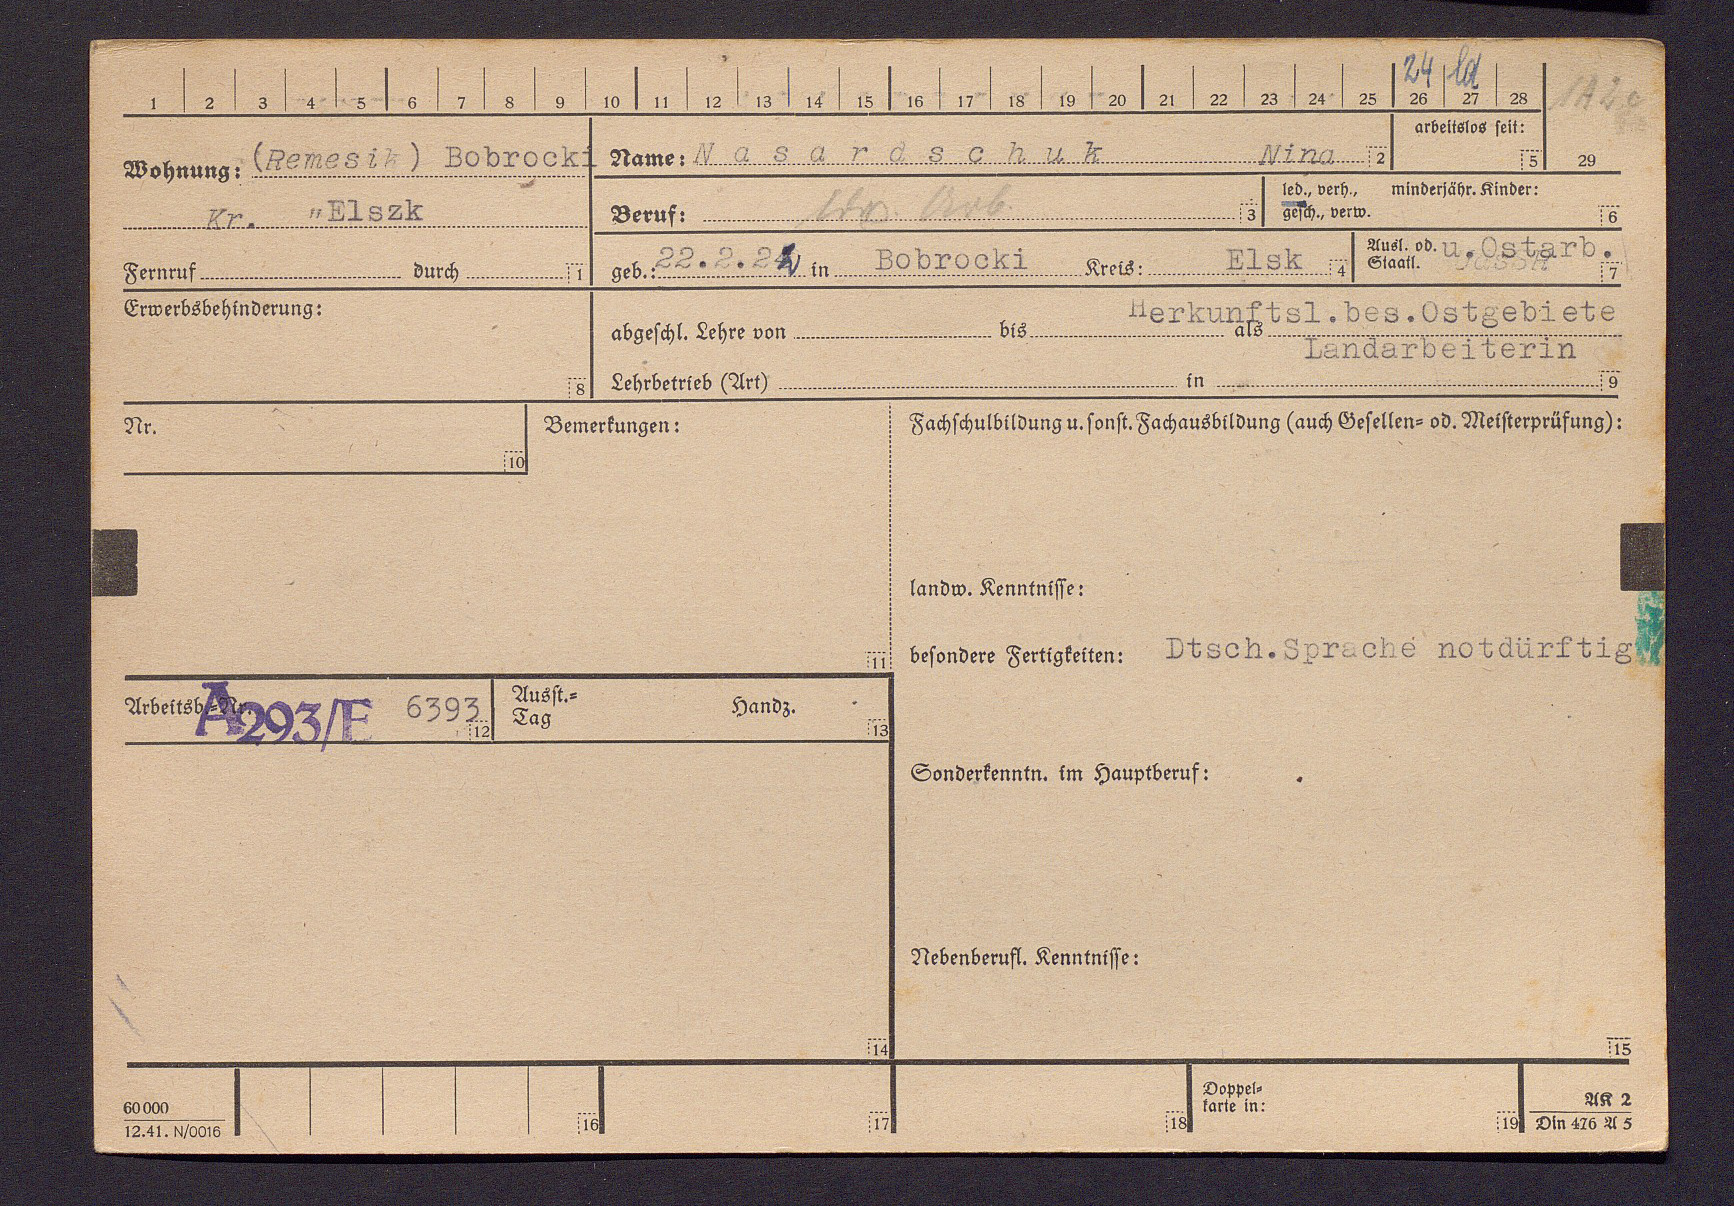 24 ld
1 2 3 4 5 6 7 8 9 10 11 12 13 14 15 16 17 18 19 20 21 22 23 24 25 26 27 28
arbeitslos seit:
5 29
Wohnung: (Remesik) Bobrocki
Kr. "Elszk
Fernruf durch 1
Name: Nasardschuk Nina 2
Beruf: Arb. 3
led., verh., gesch., verw.
minderjähr. Kinder:
6
geb.: 22.2.24 in Bobrocki Kreis: Elsk 4
Ausl. od. Staatl. u. Ostarb. 7
Erwerbsbehinderung:
8
Herkunftsl.bes.Ostgebiete
abgeschl. Lehre von bis als
Landarbeiterin
Lehrbetrieb (Art) in 9
Nr.
10
Bemerkungen:
11
Fachschulbildung u. sonst. Fachausbildung (auch Gesellen= od. Meisterprüfung):
landw. Kenntnisse:
besondere Fertigkeiten: Dtsch.Sprache notdürftig
Arbeitsb.=Nr. A293/E 6393 12
Ausst.=
Tag
Handz.
13
Sonderkenntn. im Hauptberuf:
Nebenberufl. Kenntnisse:
14 15
60000
12.41. N/0016
16 17 18
Doppel=
karte in:
19
AK 2
Din 476 A 5